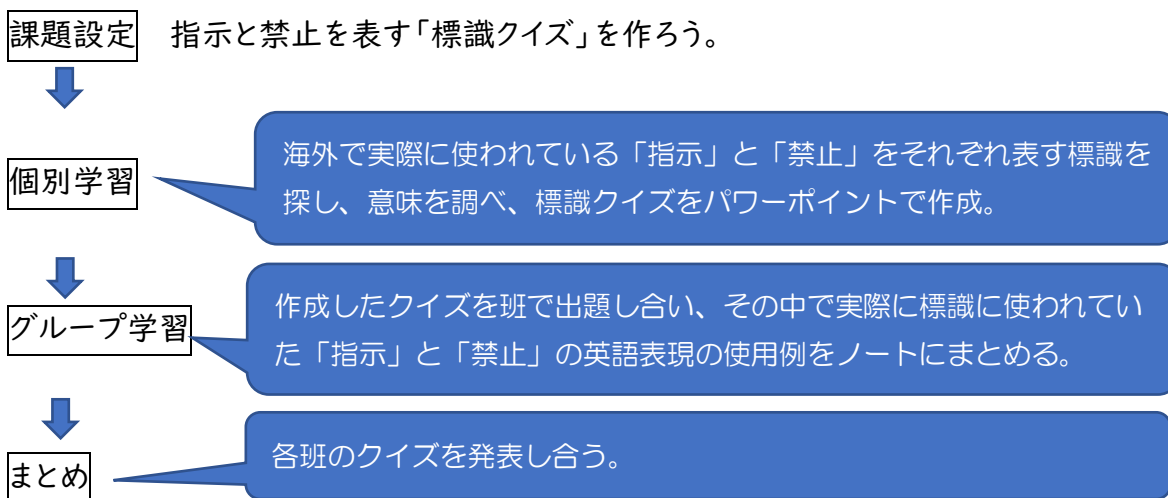 課題設定 指示と禁止を表す「標識クイズ」を作ろう。
個別学習
海外で実際に使われている「指示」と「禁止」をそれぞれ表す標識を
探し、意味を調べ、標識クイズをパワーポイントで作成。
グループ学習
作成したクイズを班で出題し合い、その中で実際に標識に使われてい
た「指示」と「禁止」の英語表現の使用例をノートにまとめる。
まとめ
各班のクイズを発表し合う。